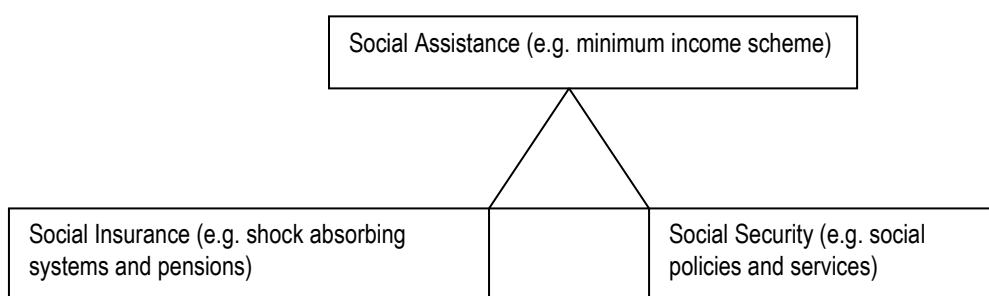 Social Assistance (e.g. minimum income scheme)
Social Insurance (e.g. shock absorbing
systems and pensions)
Social Security (e.g. social
policies and services)